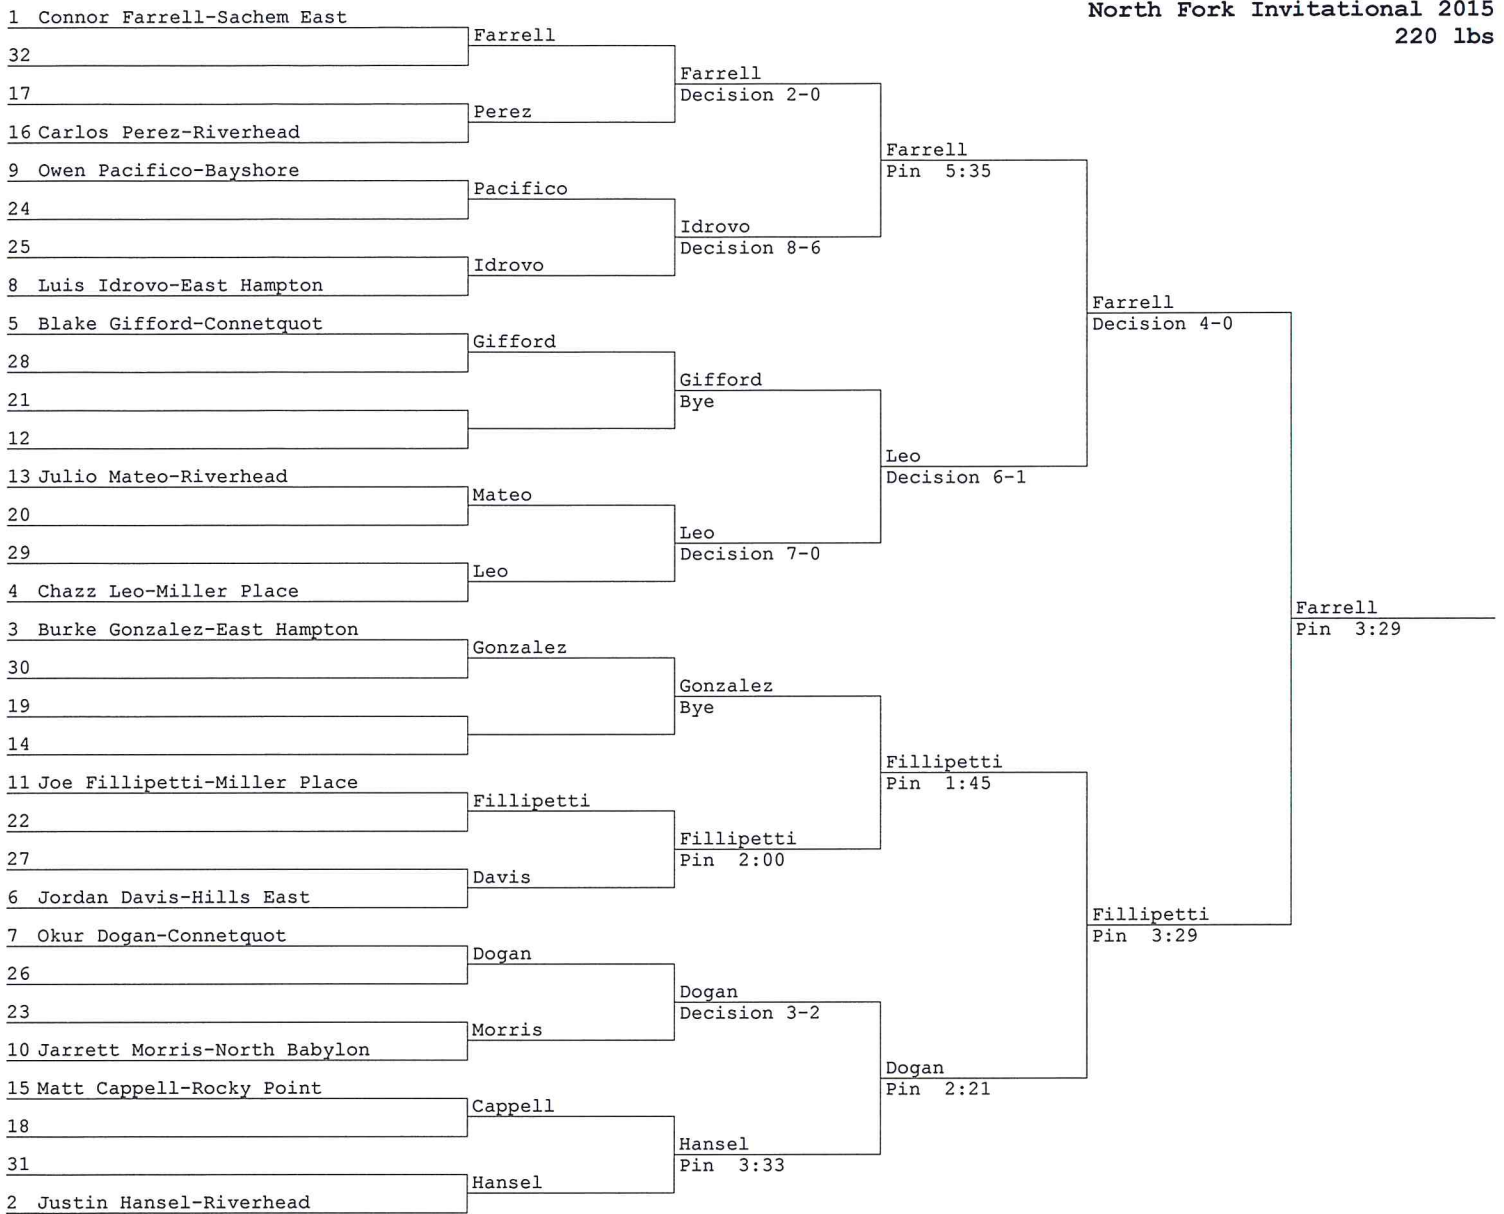 North Fork Invitational 2015
220 lbs
1 Connor Farrell-Sachem East
32
17
16 Carlos Perez-Riverhead
9 Owen Pacifico-Bayshore
24
25
8 Luis Idrovo-East Hampton
5 Blake Gifford-Connetquot
28
21
12
13 Julio Mateo-Riverhead
20
29
4 Chazz Leo-Miller Place
3 Burke Gonzalez-East Hampton
30
19
14
11 Joe Fillipetti-Miller Place
22
27
6 Jordan Davis-Hills East
7 Okur Dogan-Connetquot
26
23
10 Jarrett Morris-North Babylon
15 Matt Cappell-Rocky Point
18
31
2 Justin Hansel-Riverhead
Farrell
Perez
Pacifico
Idrovo
Gifford
Mateo
Leo
Gonzalez
Fillipetti
Davis
Dogan
Morris
Cappell
Hansel
Farrell
Decision 2-0
Idrovo
Decision 8-6
Gifford
Bye
Leo
Decision 7-0
Gonzalez
Bye
Fillipetti
Pin 2:00
Dogan
Decision 3-2
Hansel
Pin 3:33
Farrell
Pin 5:35
Leo
Decision 6-1
Fillipetti
Pin 1:45
Dogan
Pin 2:21
Farrell
Decision 4-0
Fillipetti
Pin 3:29
Farrell
Pin 3:29